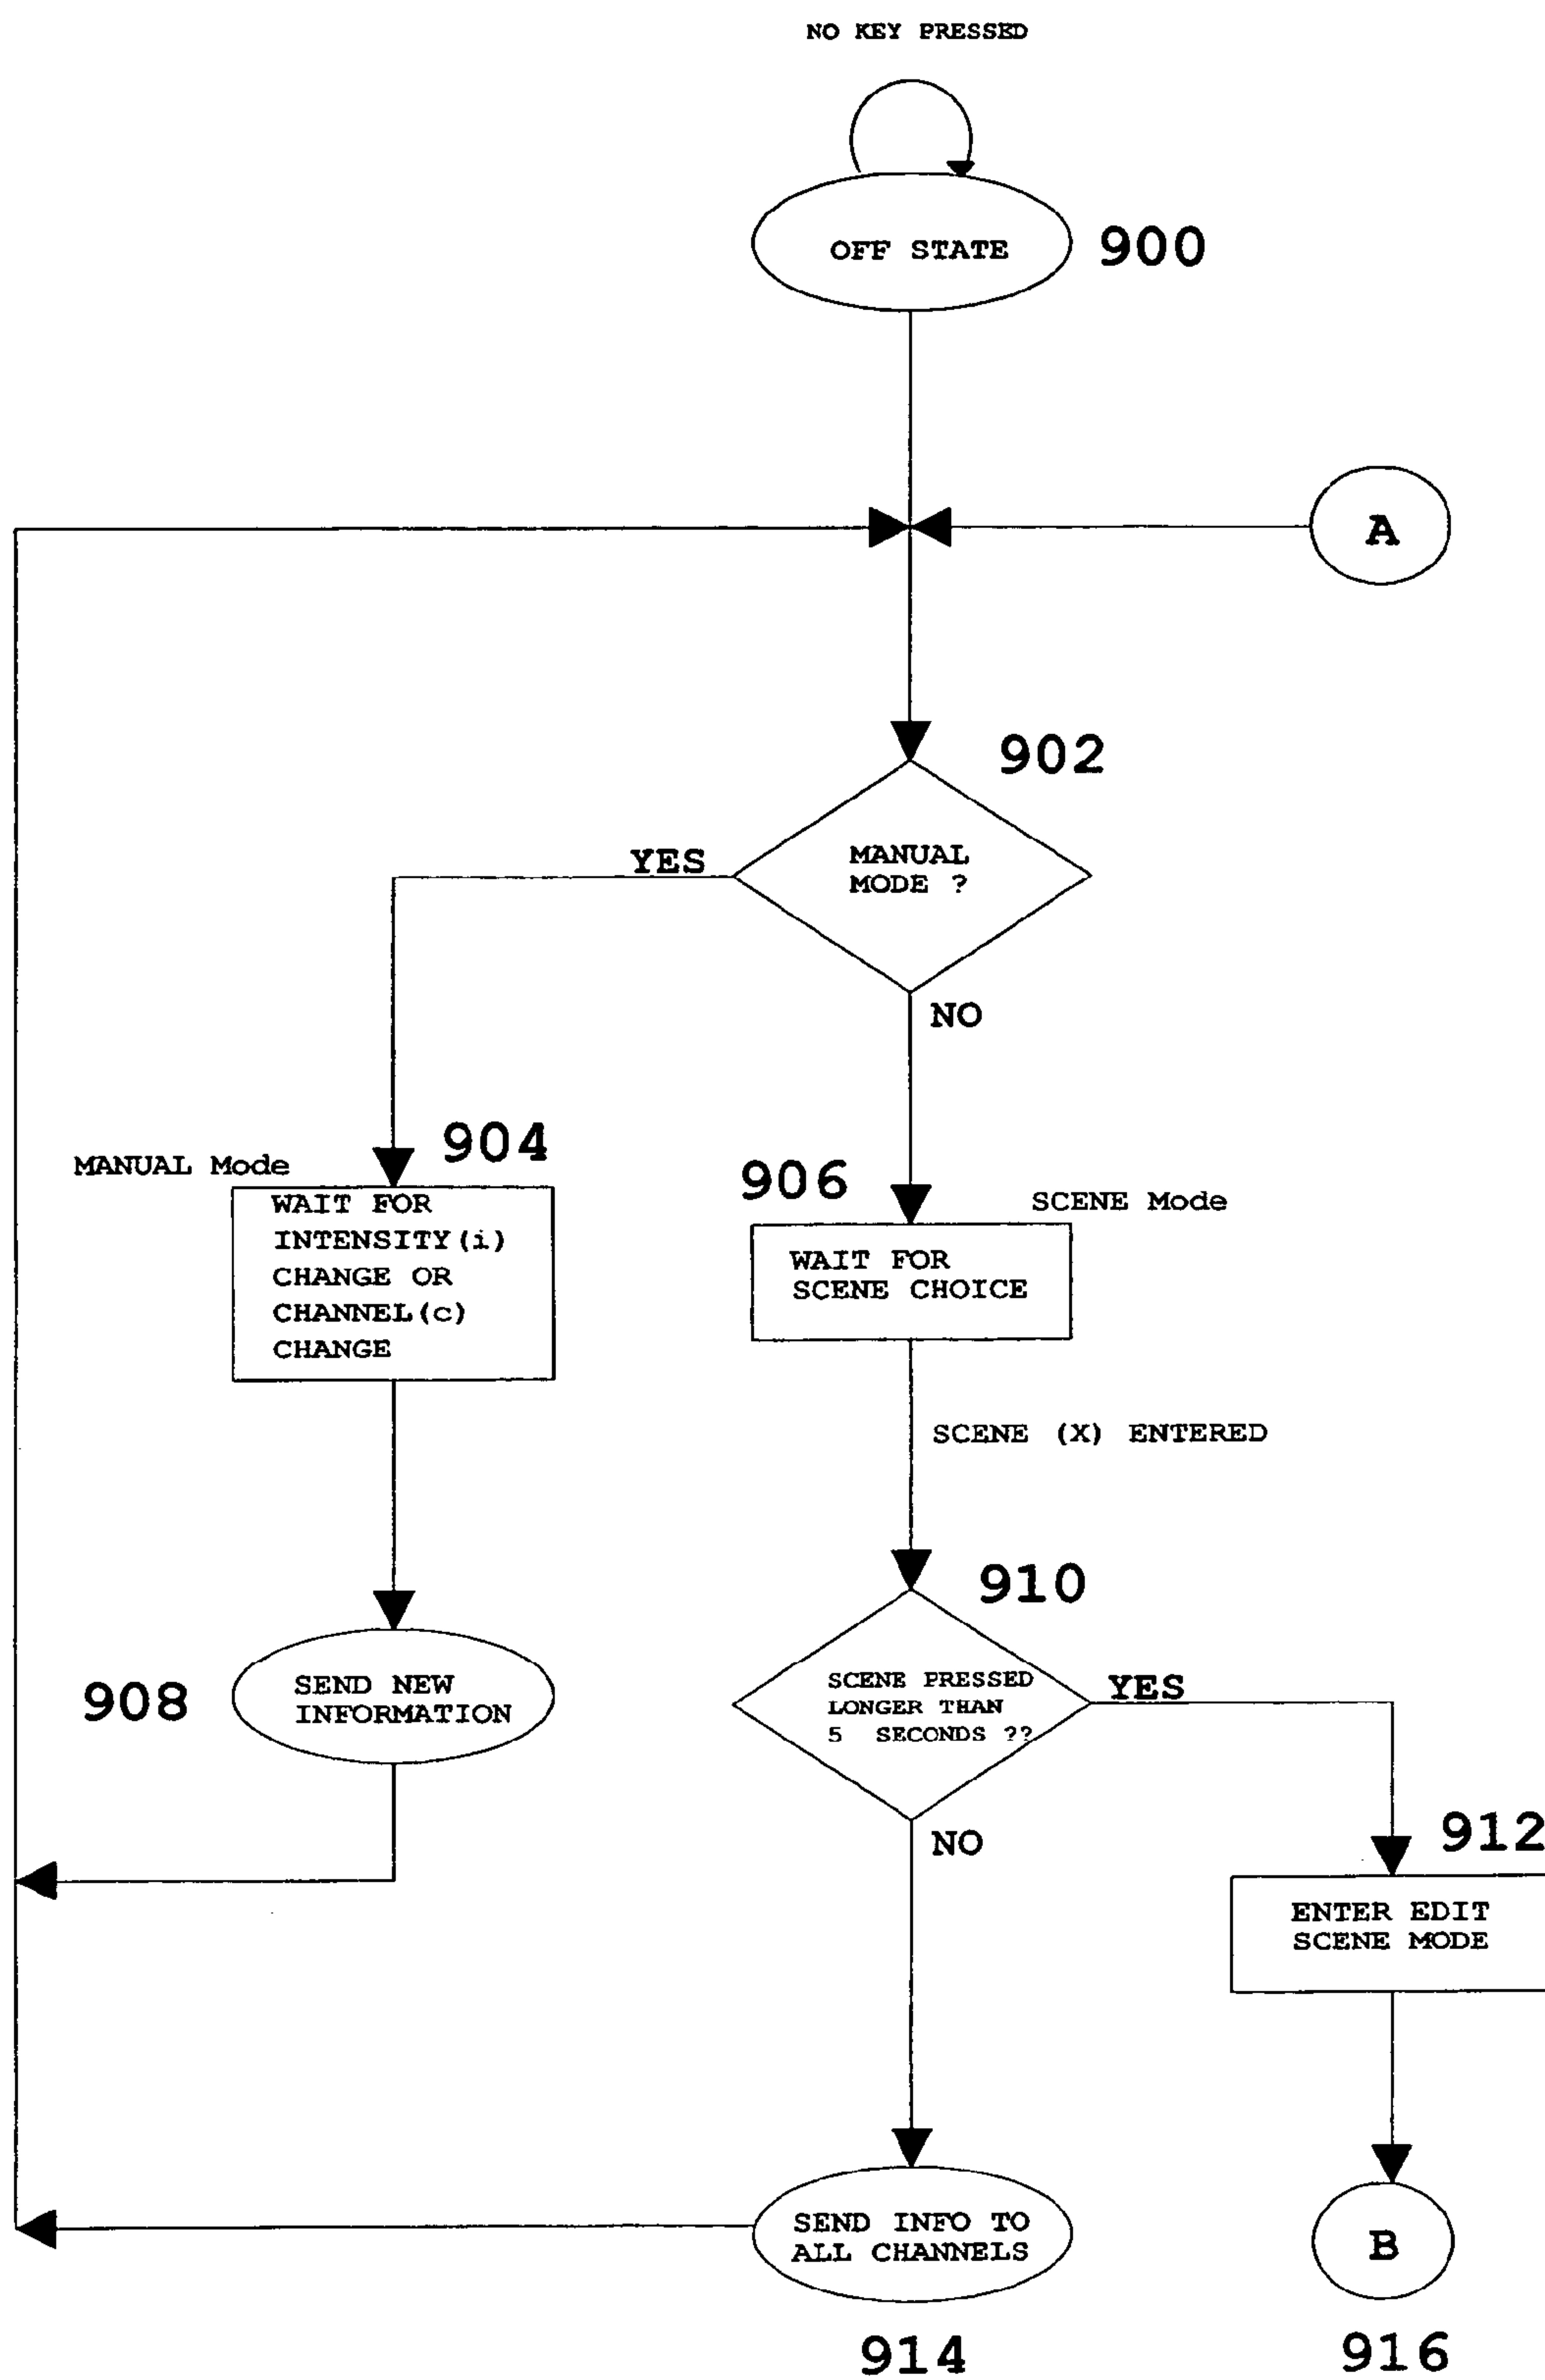 NO KEY PRESSED
OFF STATE
900
A
902
MANUAL
MODE ?
YES
NO
904
MANUAL Mode
WAIT FOR
INTENSITY(i)
CHANGE OR
CHANNEL(c)
CHANGE
906
SCENE Mode
WAIT FOR
SCENE CHOICE
SCENE (X) ENTERED
910
SCENE PRESSED
LONGER THAN
5 SECONDS ??
YES
NO
908
SEND NEW
INFORMATION
912
ENTER EDIT
SCENE MODE
SEND INFO TO
ALL CHANNELS
914
B
916